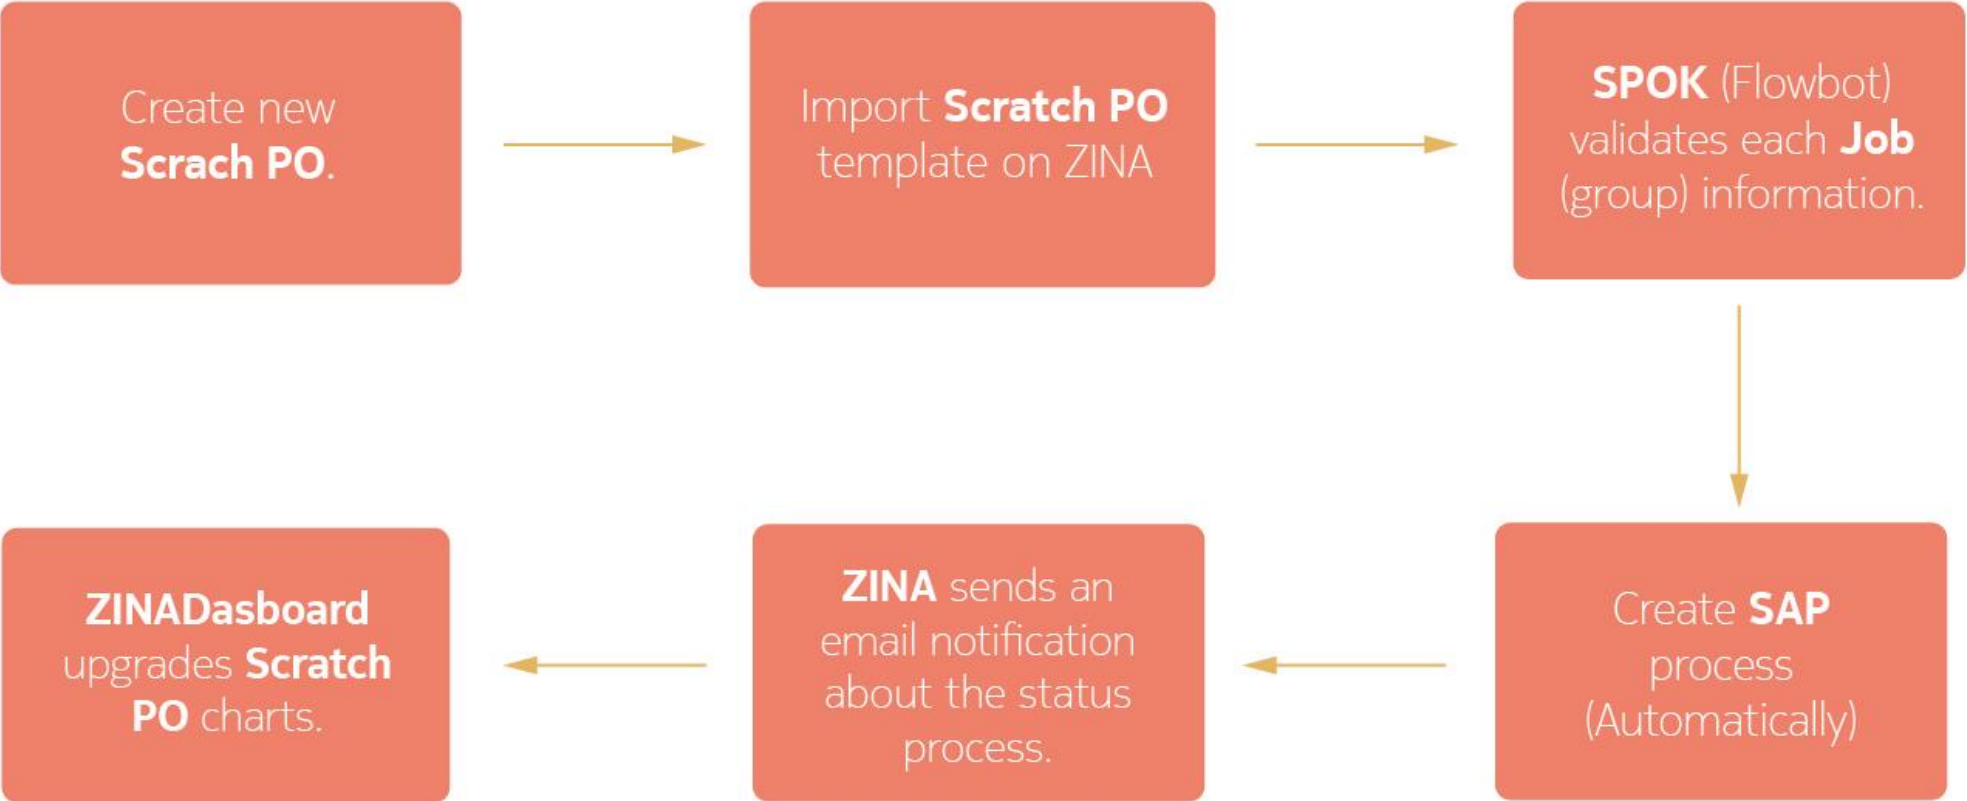 Create new
Scrach PO.
Import Scratch PO
template on ZINA
SPOK (Flowbot)
validates each Job
(group) information.
Create SAP
process
(Automatically)
ZINA sends an
email notification
about the status
process.
ZINADasboard
upgrades Scratch
PO charts.